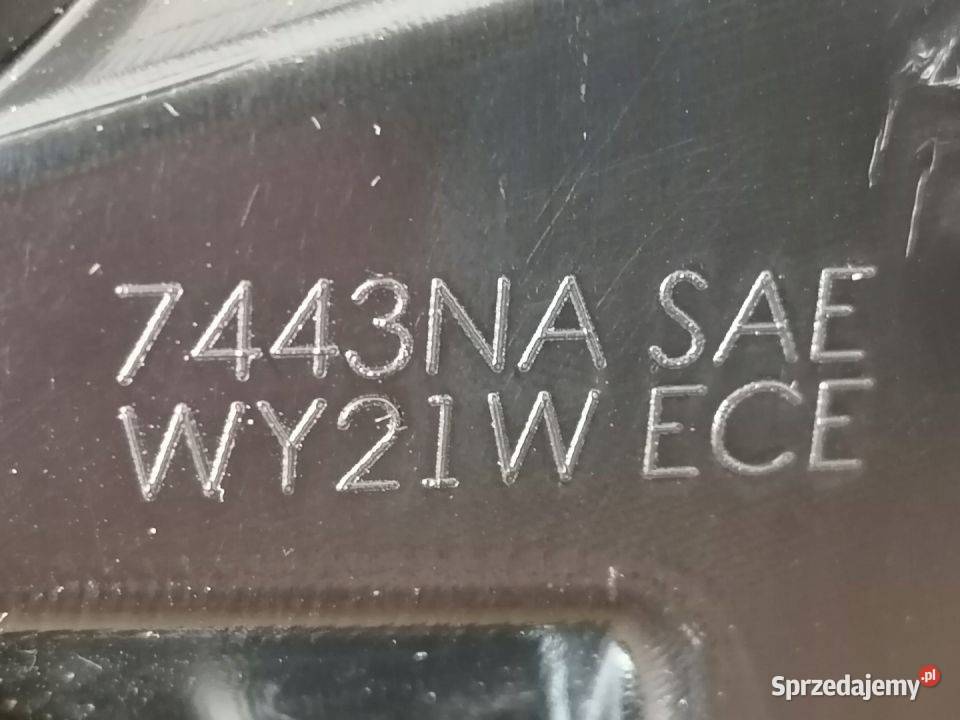 7443NA SAE
WY21W ECE
Sprzedajemy.pl